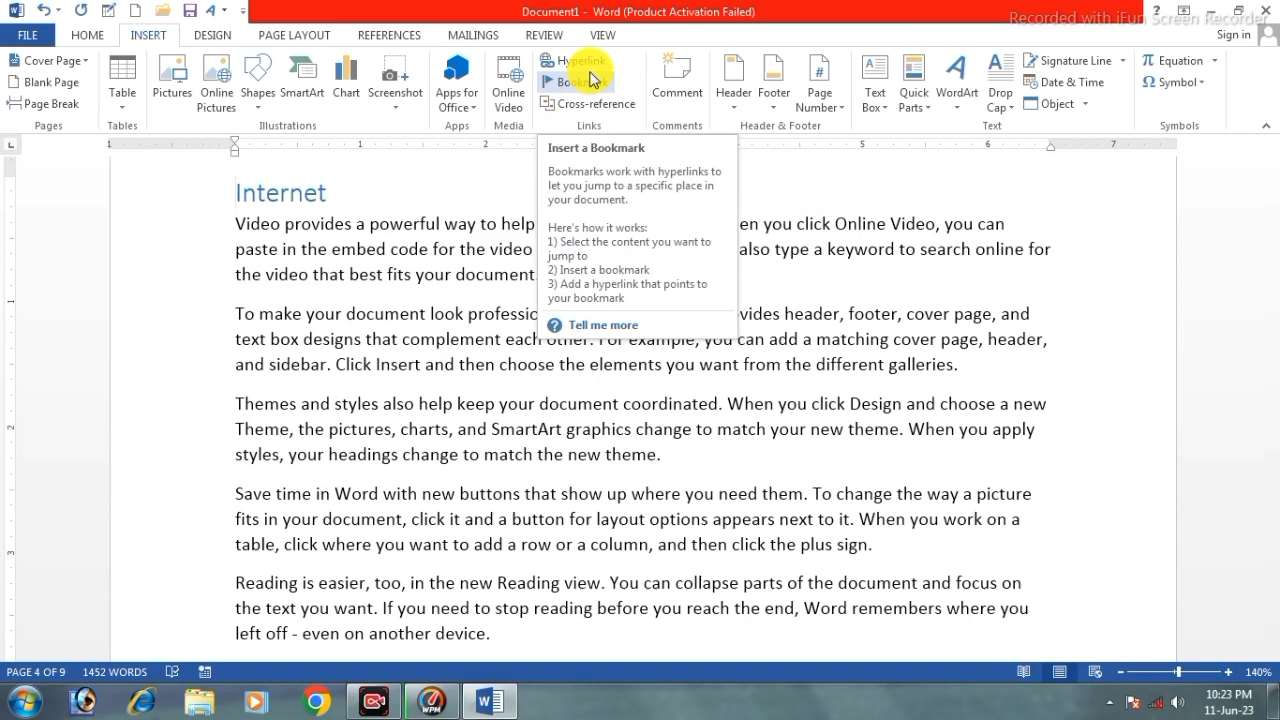 Document1 - Word (Product Activation Failed)
Recorded with iFun Screen Recorder
FILE HOME INSERT DESIGN PAGE LAYOUT REFERENCES MAILINGS REVIEW VIEW Sign in
Cover Page
Blank Page
Page Break
Pages
Table
Tables
Pictures
Online
Pictures
Shapes
SmartArt
Chart
Screenshot
Illustrations
Apps for
Office
Apps
Online
Video
Media
Hyperlink
Cross-reference
Links
Comment
Comments
Header
Footer
Page
Number
Header & Footer
Text
Box
Quick
Parts
WordArt
Drop
Cap
Signature Line
Date & Time
Object
Text
Equation
Symbol
Symbols
1 1 2 5 6 7
Insert a Bookmark
Bookmarks work with hyperlinks to
let you jump to a specific place in
your document.
Here's how it works:
1) Select the content you want to
jump to
2) Insert a bookmark
3) Add a hyperlink that points to
your bookmark
Tell me more
Internet
Video provides a powerful way to help en you click Online Video, you can
paste in the embed code for the video also type a keyword to search online for
the video that best fits your document.
To make your document look professio vides header, footer, cover page, and
text box designs that complement each other. For example, you can add a matching cover page, header,
and sidebar. Click Insert and then choose the elements you want from the different galleries.
Themes and styles also help keep your document coordinated. When you click Design and choose a new
Theme, the pictures, charts, and SmartArt graphics change to match your new theme. When you apply
styles, your headings change to match the new theme.
Save time in Word with new buttons that show up where you need them. To change the way a picture
fits in your document, click it and a button for layout options appears next to it. When you work on a
table, click where you want to add a row or a column, and then click the plus sign.
Reading is easier, too, in the new Reading view. You can collapse parts of the document and focus on
the text you want. If you need to stop reading before you reach the end, Word remembers where you
left off - even on another device.
1
2
3
PAGE 4 OF 9 1452 WORDS 140%
WPM
10:23 PM
11-Jun-23